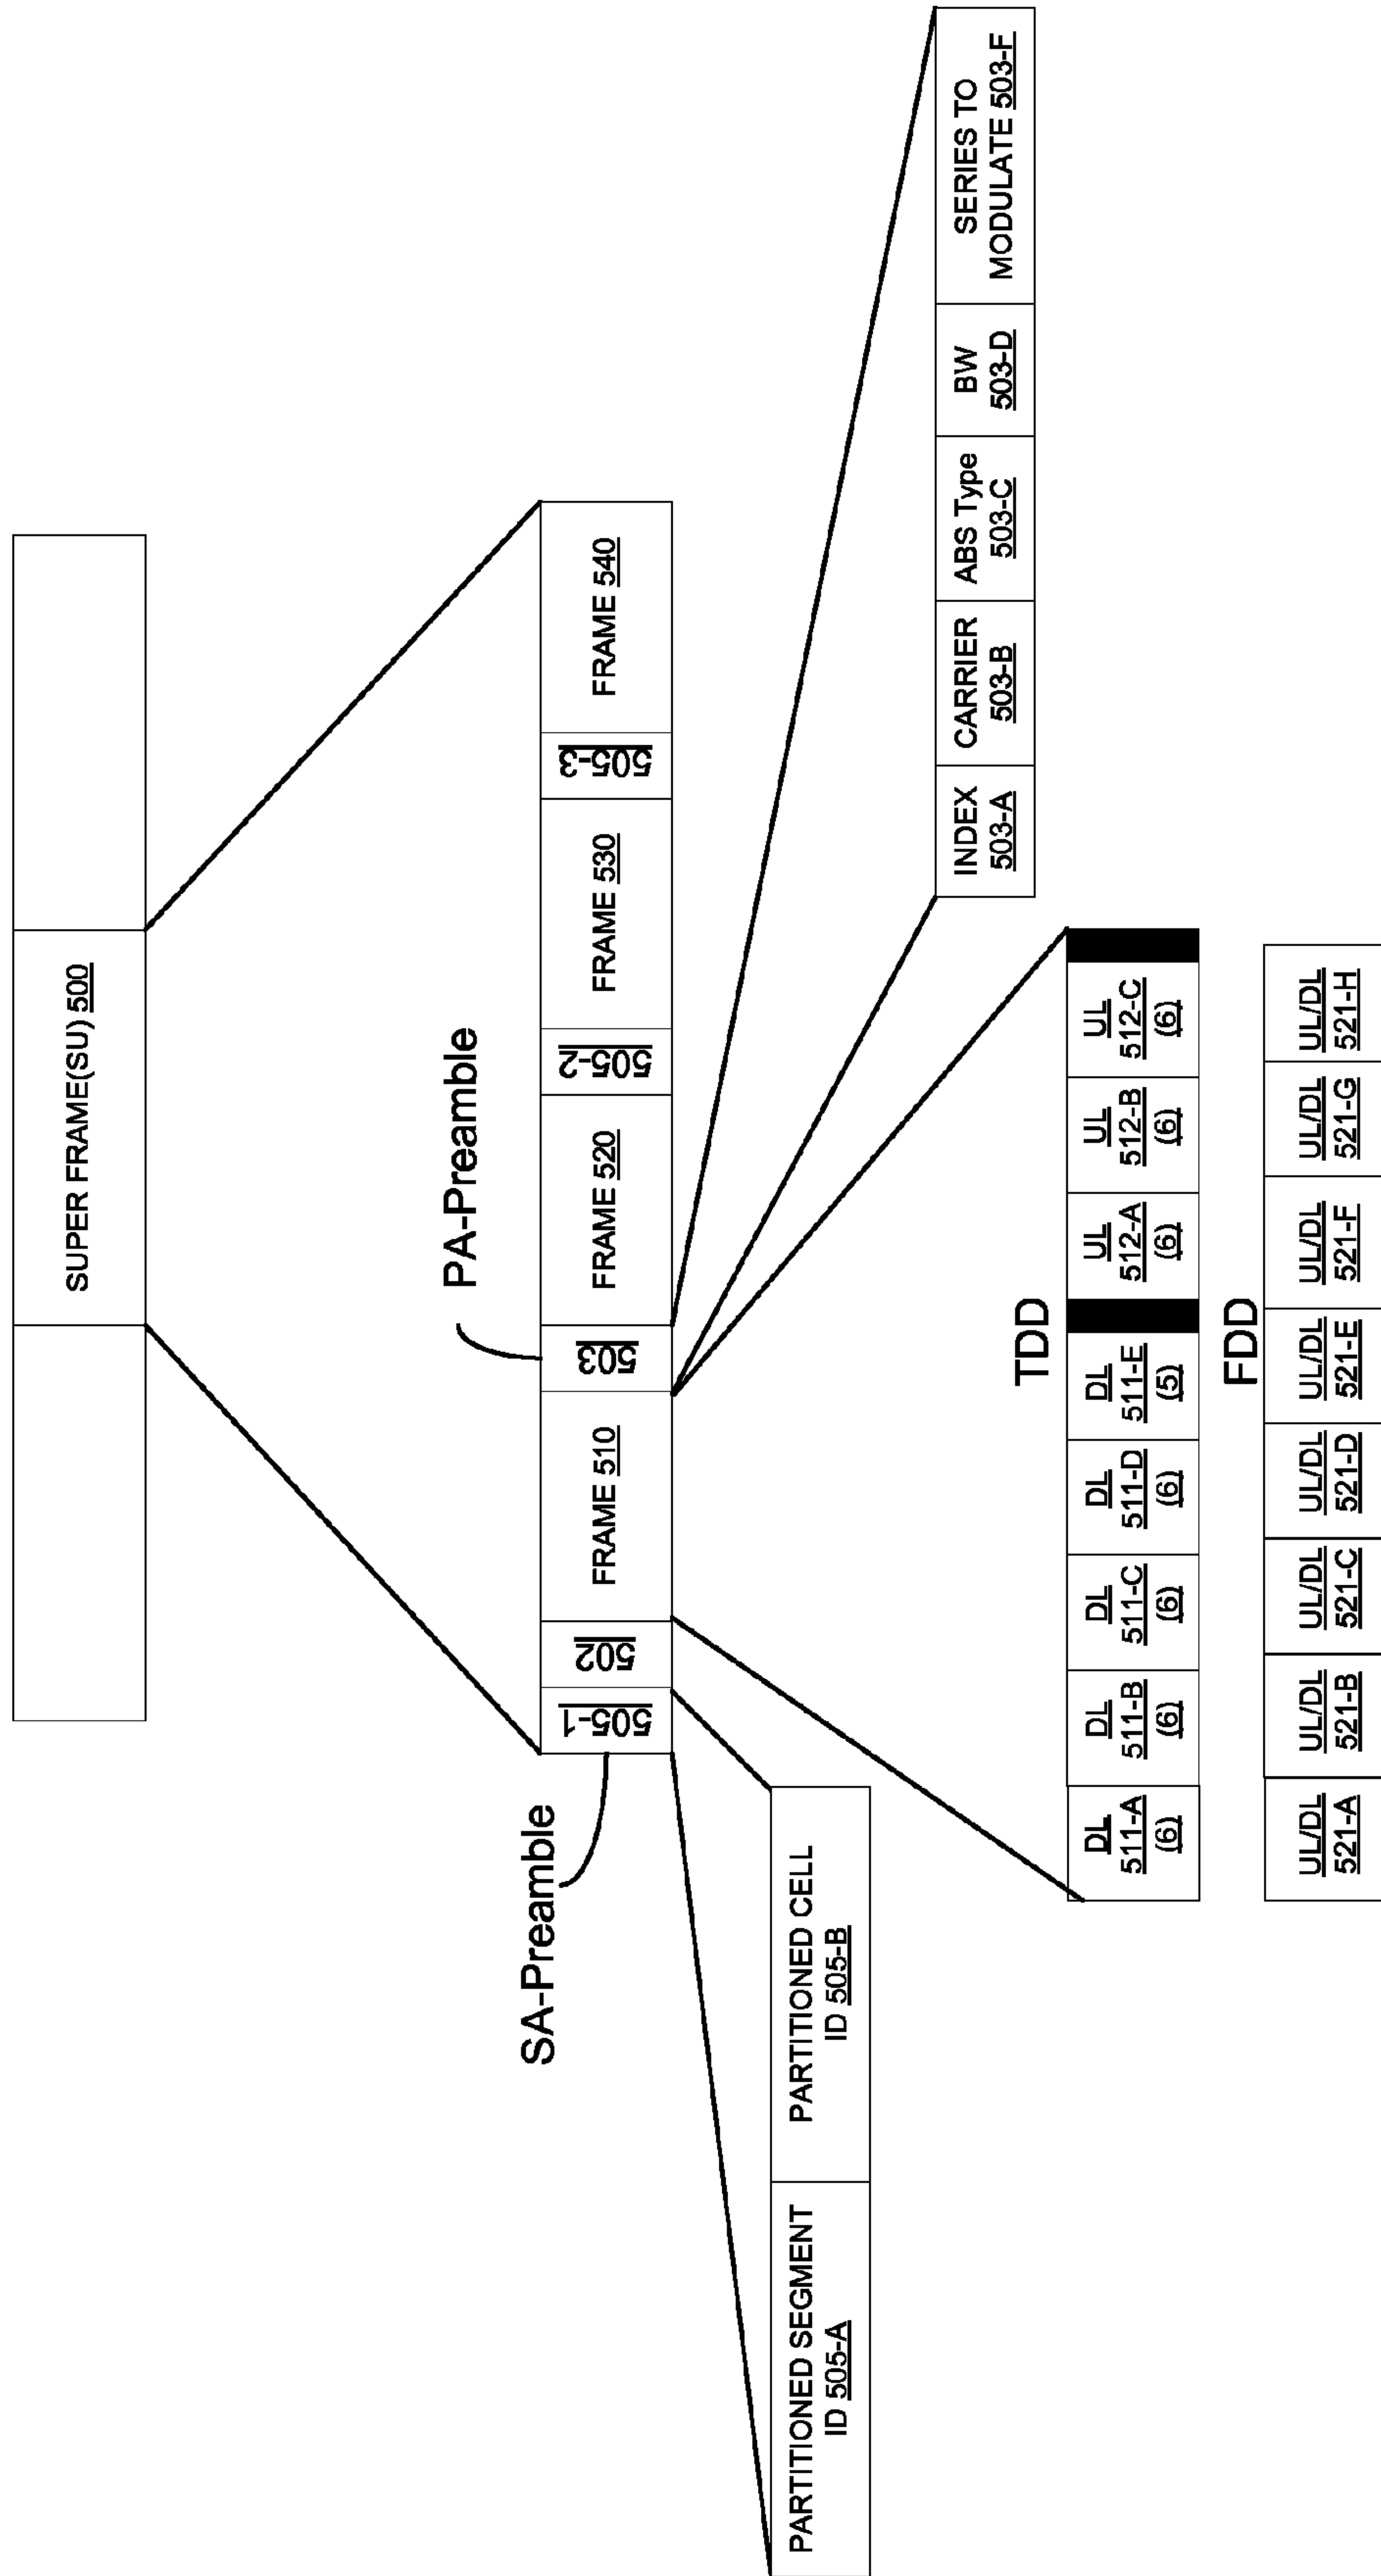 SUPER FRAME(SU) 500
PA-Preamble
SA-Preamble
505-1
502
FRAME 510
503
FRAME 520
505-2
FRAME 530
505-3
FRAME 540
PARTITIONED SEGMENT
ID 505-A
PARTITIONED CELL
ID 505-B
INDEX
503-A
CARRIER
503-B
ABS Type
503-C
BW
503-D
SERIES TO
MODULATE 503-F
DL
511-A
(6)
DL
511-B
(6)
DL
511-C
(6)
DL
511-D
(6)
DL
511-E
(5)
TDD
UL
512-A
(6)
UL
512-B
(6)
UL
512-C
(6)
FDD
UL/DL
521-A
UL/DL
521-B
UL/DL
521-C
UL/DL
521-D
UL/DL
521-E
UL/DL
521-F
UL/DL
521-G
UL/DL
521-H